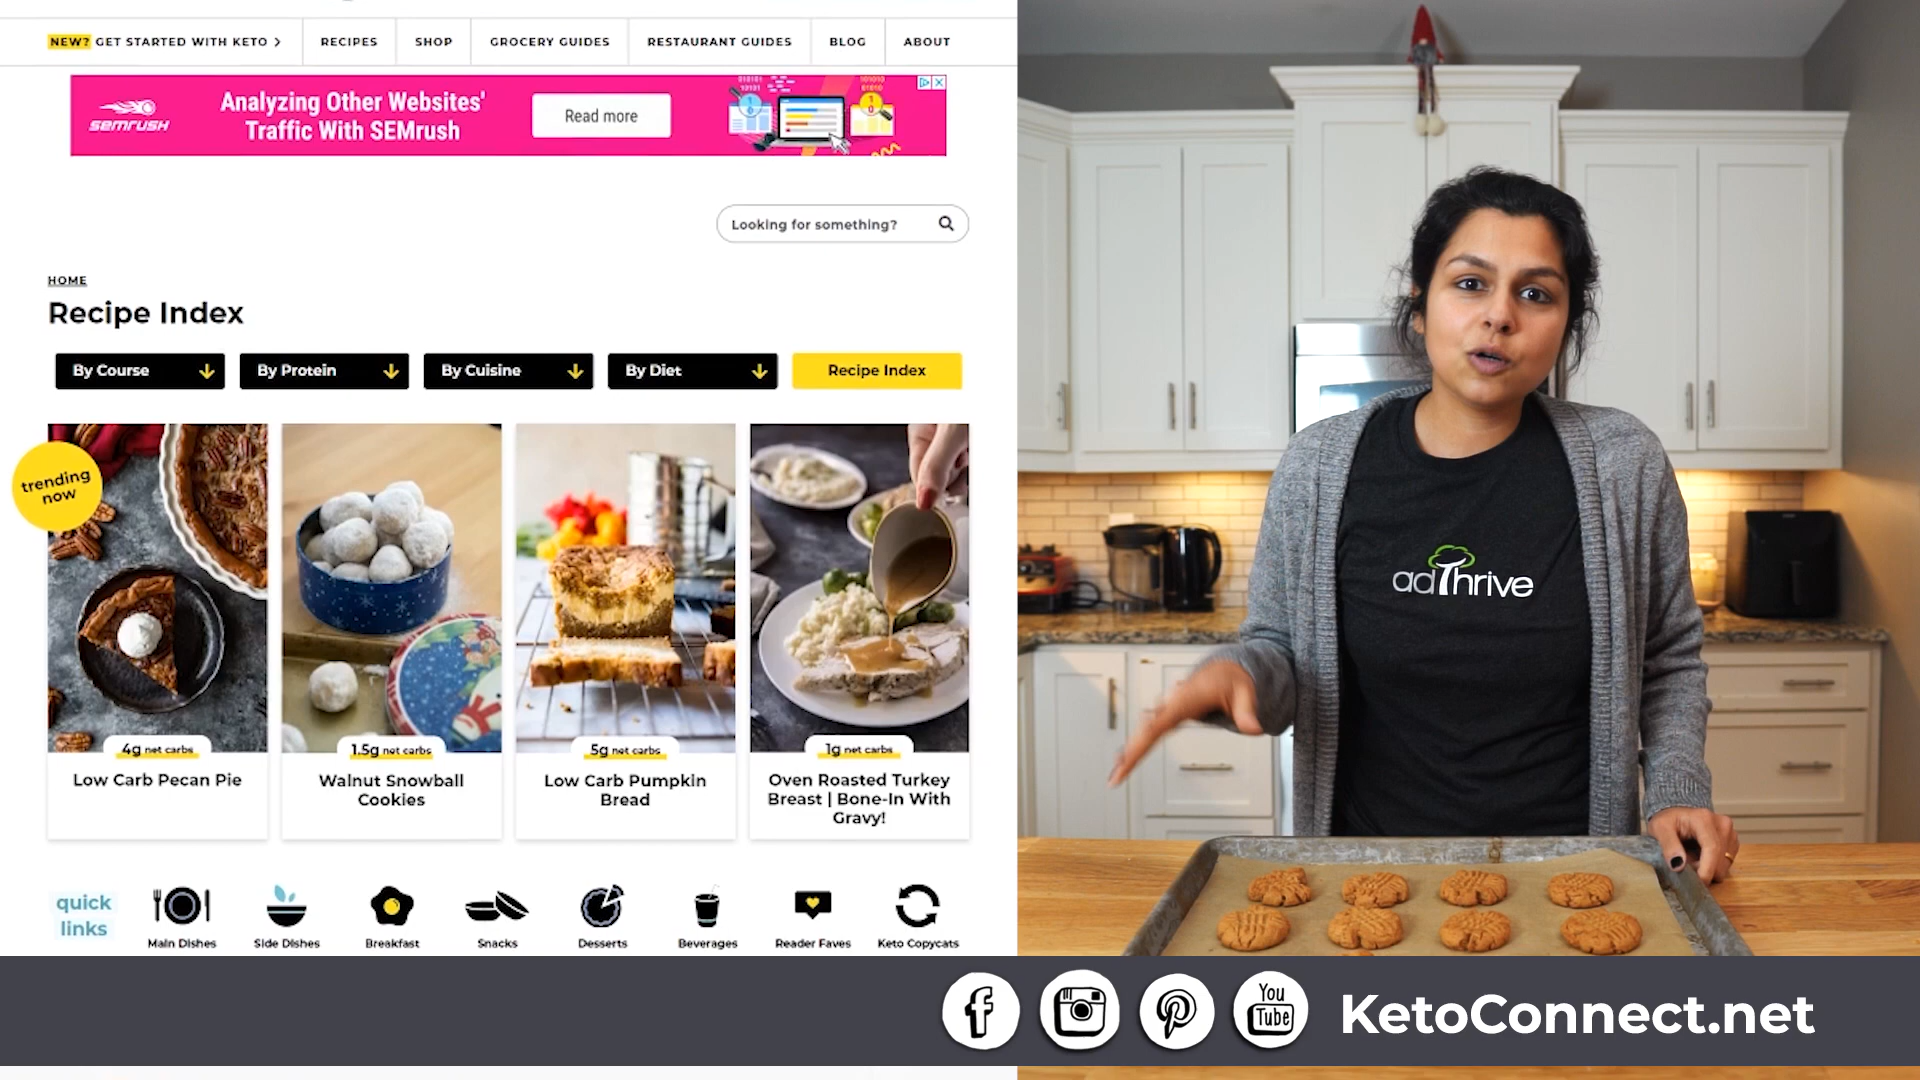 NEW? GET STARTED WITH KETO >
RECIPES
SHOP
GROCERY GUIDES
RESTAURANT GUIDES
BLOG
ABOUT
semrush
Analyzing Other Websites'
Traffic With SEMrush
Read more
Looking for something?
HOME
Recipe Index
By Course
By Protein
By Cuisine
By Diet
Recipe Index
trending
now
4g net carbs
Low Carb Pecan Pie
1.5g net carbs
Walnut Snowball
Cookies
5g net carbs
Low Carb Pumpkin
Bread
1g net carbs
Oven Roasted Turkey
Breast | Bone-In With
Gravy!
quick
links
Main Dishes
Side Dishes
Breakfast
Snacks
Desserts
Beverages
Reader Faves
Keto Copycats
adThrive
You
Tube
KetoConnect.net